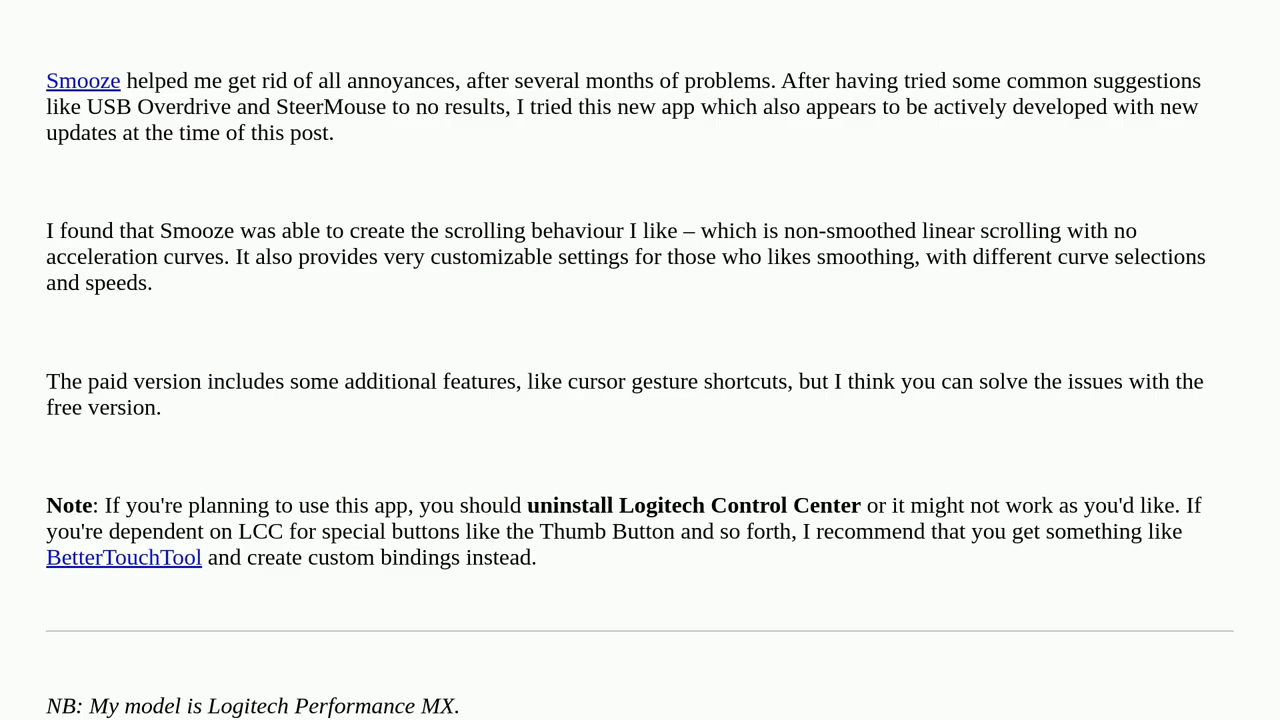 Smooze helped me get rid of all annoyances, after several months of problems. After having tried some common suggestions
like USB Overdrive and SteerMouse to no results, I tried this new app which also appears to be actively developed with new
updates at the time of this post.
I found that Smooze was able to create the scrolling behaviour I like – which is non-smoothed linear scrolling with no
acceleration curves. It also provides very customizable settings for those who likes smoothing, with different curve selections
and speeds.
The paid version includes some additional features, like cursor gesture shortcuts, but I think you can solve the issues with the
free version.
Note: If you're planning to use this app, you should uninstall Logitech Control Center or it might not work as you'd like. If
you're dependent on LCC for special buttons like the Thumb Button and so forth, I recommend that you get something like
BetterTouchTool and create custom bindings instead.
NB: My model is Logitech Performance MX.